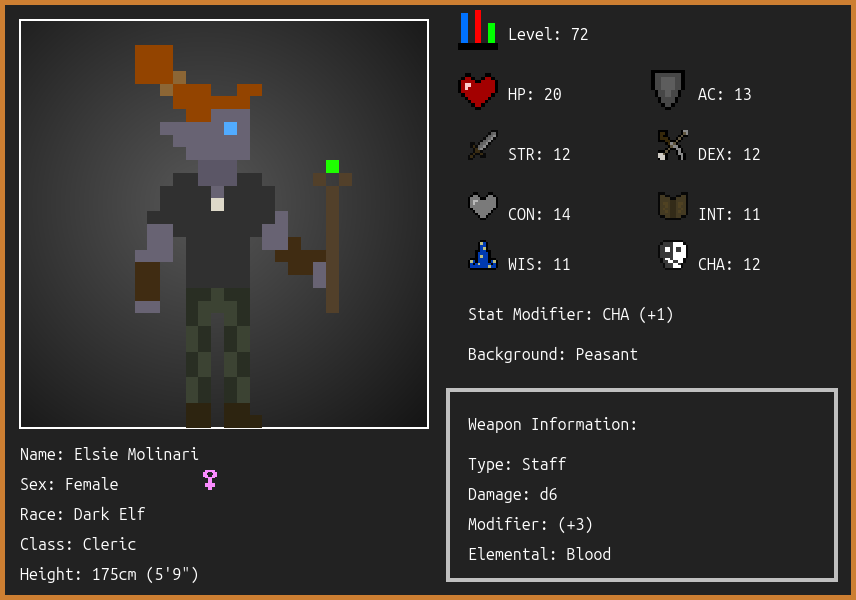 Level: 72
HP: 20
AC: 13
STR: 12
DEX: 12
CON: 14
INT: 11
WIS: 11
CHA: 12
Stat Modifier: CHA (+1)
Background: Peasant
Weapon Information:
Type: Staff
Damage: d6
Modifier: (+3)
Elemental: Blood
Name: Elsie Molinari
Sex: Female
Race: Dark Elf
Class: Cleric
Height: 175cm (5'9")